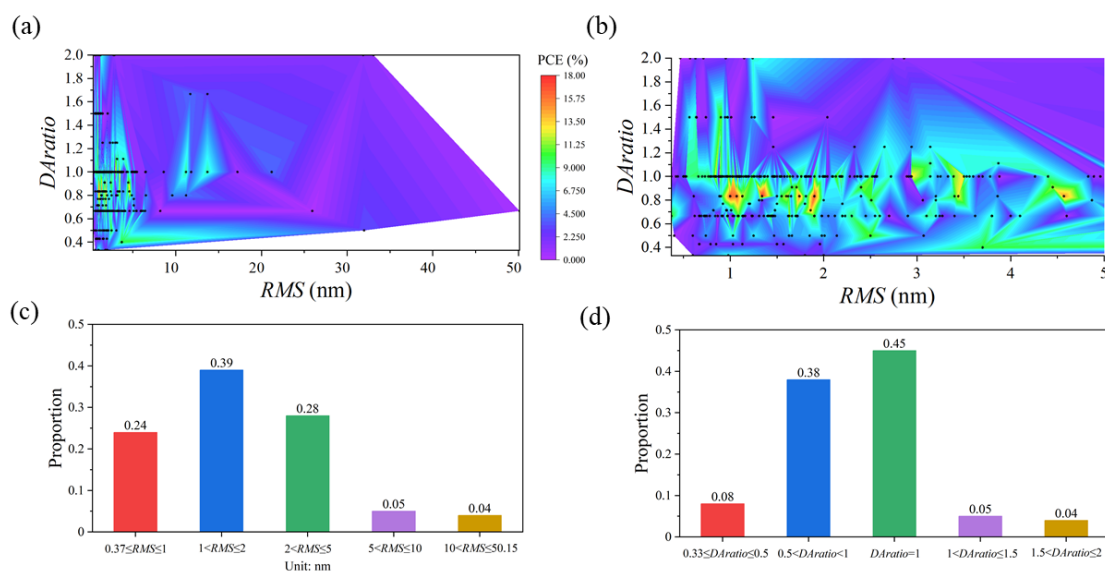 (a)
(b)
2.0
1.8
1.6
1.4
1.2
1.0
0.8
0.6
0.4
DAratio
10
20
30
40
50
RMS (nm)
PCE (%)
18.00
15.75
13.50
11.25
9.000
6.750
4.500
2.250
0.000
2.0
1.8
1.6
1.4
1.2
1.0
0.8
0.6
0.4
DAratio
1
2
3
4
5
RMS (nm)
(c)
(d)
0.5
0.4
0.3
0.2
0.1
0
Proportion
0.24
0.39
0.28
0.05
0.04
0.37≤RMS≤1
1<RMS≤2
2<RMS≤5
5<RMS≤10
10<RMS≤50.15
Unit: nm
0.5
0.4
0.3
0.2
0.1
0
Proportion
0.08
0.38
0.45
0.05
0.04
0.33≤DAratio≤0.5
0.5<DAratio<1
DAratio=1
1<DAratio≤1.5
1.5<DAratio≤2